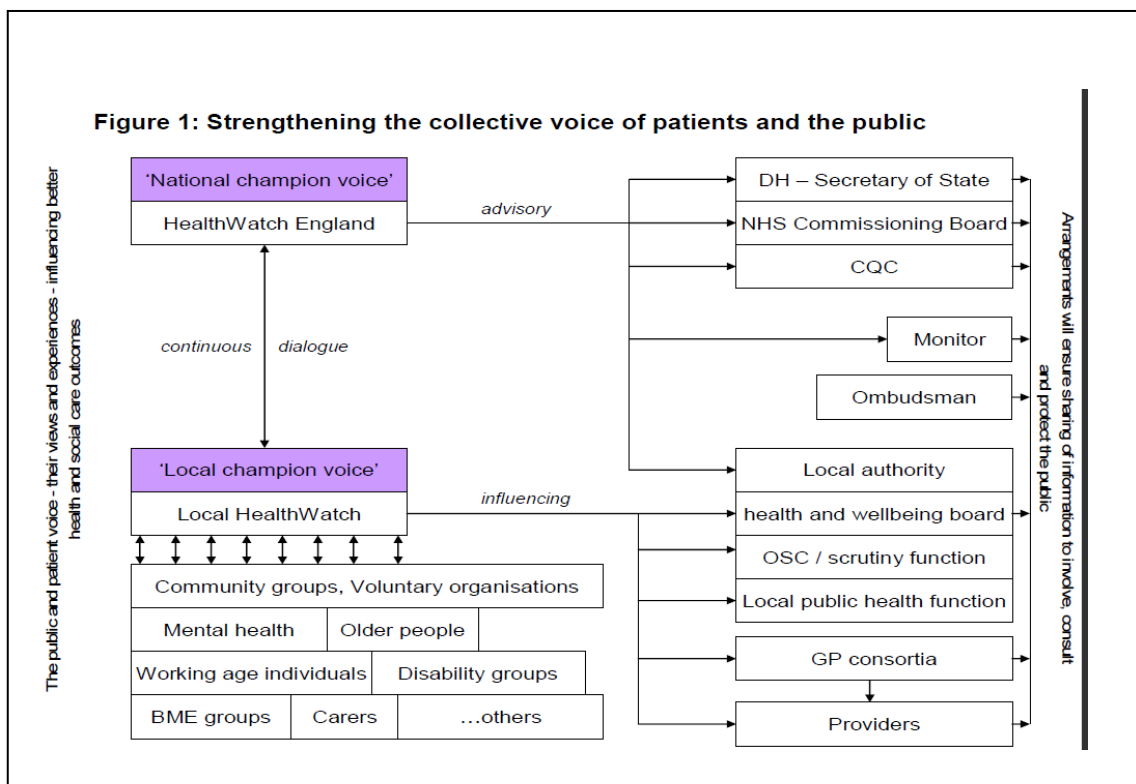 Figure 1: Strengthening the collective voice of patients and the public
The public and patient voice - their views and experiences - influencing better
health and social care outcomes
‘National champion voice’
HealthWatch England
advisory
continuous dialogue
‘Local champion voice’
Local HealthWatch
influencing
Community groups, Voluntary organisations
Mental health
Older people
Working age individuals
Disability groups
BME groups
Carers
...others
DH – Secretary of State
NHS Commissioning Board
CQC
Monitor
Ombudsman
Local authority
health and wellbeing board
OSC / scrutiny function
Local public health function
GP consortia
Providers
Arrangements will ensure sharing of information to involve, consult
and protect the public